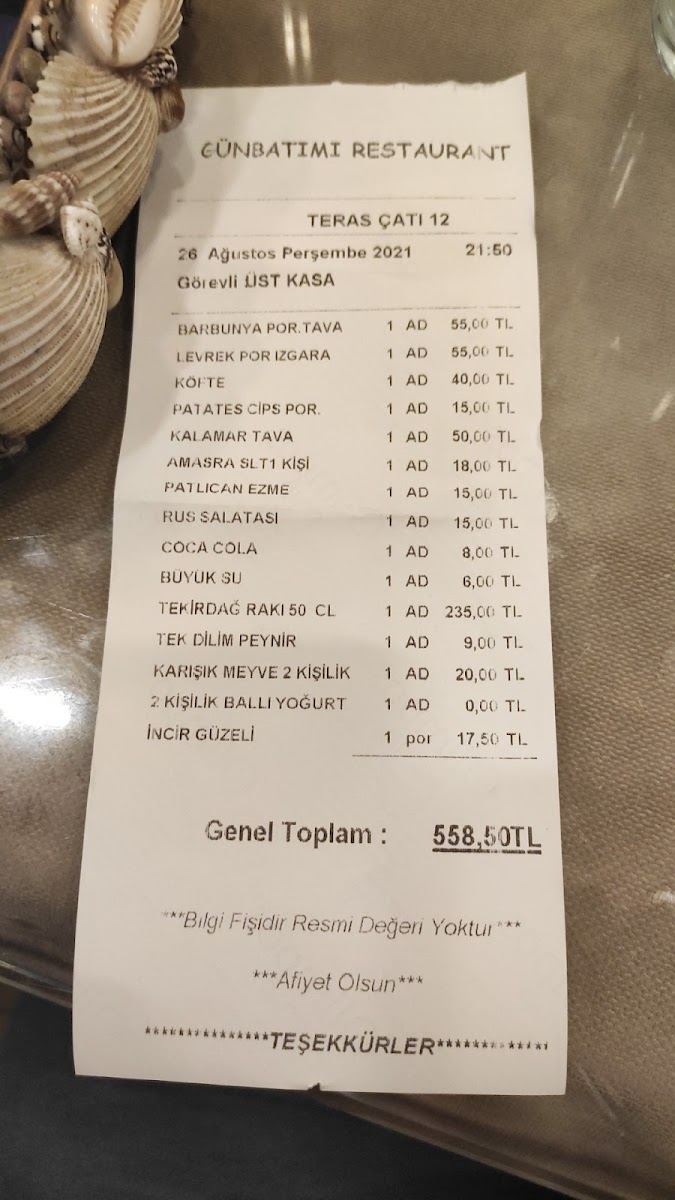 GÜNBATIMI RESTAURANT
TERAS ÇATI 12
26 Ağustos Perşembe 2021 21:50
Görevli ÜST KASA
BARBUNYA POR.TAVA 1 AD 55,00 TL
LEVREK POR IZGARA 1 AD 55,00 TL
KÖFTE 1 AD 40,00 TL
PATATES CİPS POR. 1 AD 15,00 TL
KALAMAR TAVA 1 AD 50,00 TL
AMASRA SLT1 KİŞİ 1 AD 18,00 TL
PATLICAN EZME 1 AD 15,00 TL
RUS SALATASI 1 AD 15,00 TL
COCA COLA 1 AD 8,00 TL
BÜYÜK SU 1 AD 6,00 TL
TEKİRDAĞ RAKI 50 CL 1 AD 235,00 TL
TEK DİLİM PEYNİR 1 AD 9,00 TL
KARIŞIK MEYVE 2 KİŞİLİK 1 AD 20,00 TL
2 KİŞİLİK BALLI YOĞURT 1 AD 0,00 TL
İNCİR GÜZELİ 1 por 17,50 TL
Genel Toplam : 558,50TL
***Bilgi Fişidir Resmi Değeri Yoktur***
***Afiyet Olsun***
***************TEŞEKKÜRLER*************